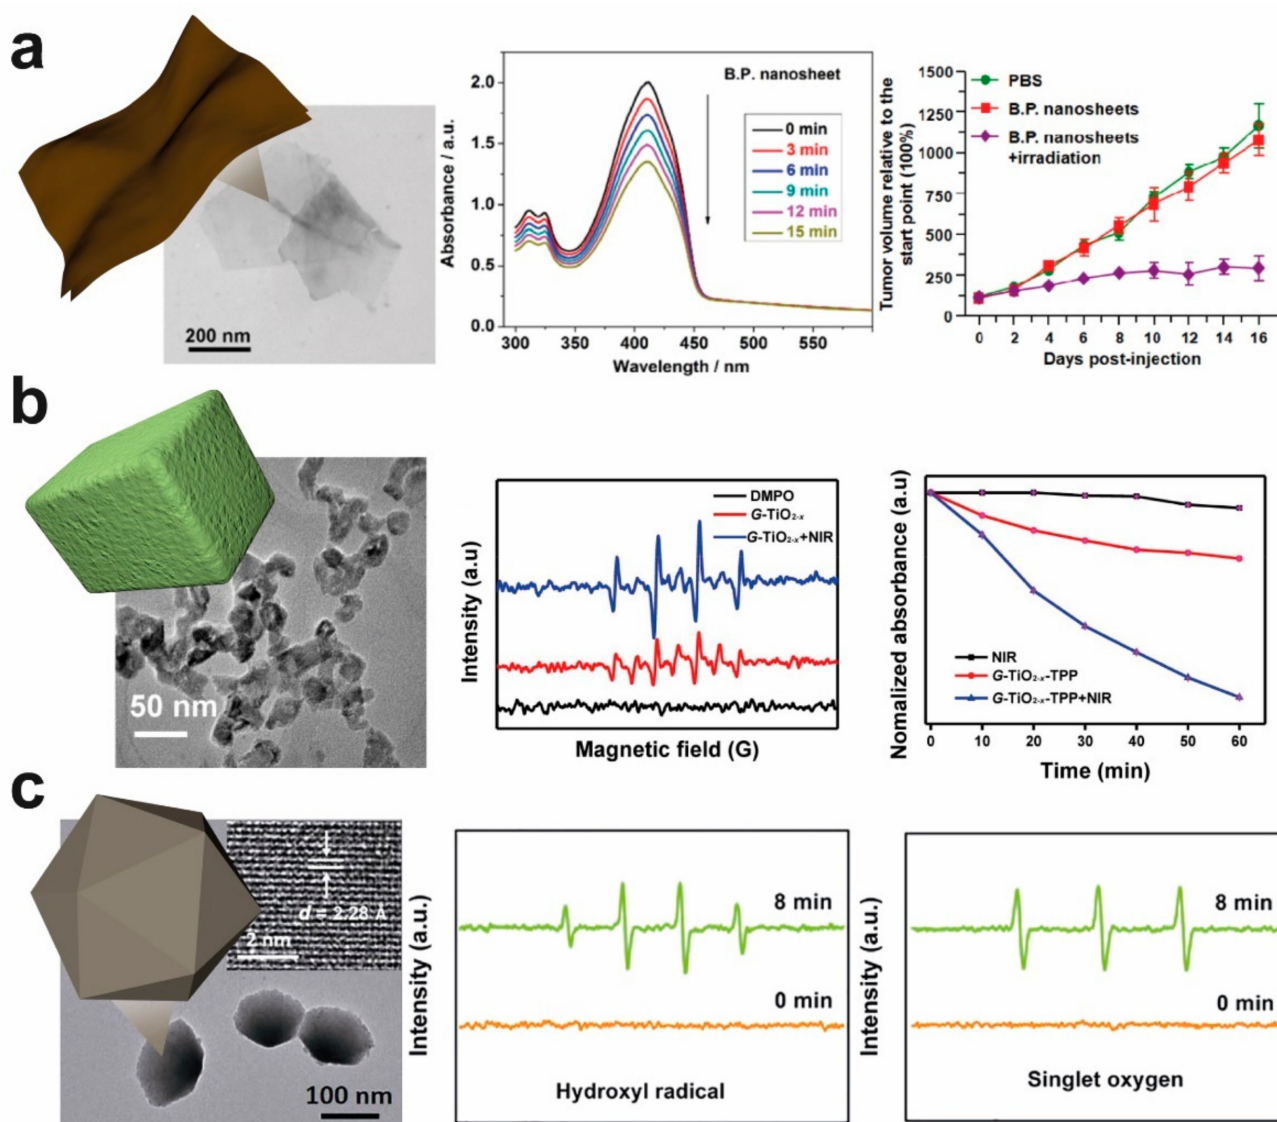 a
200 nm
Absorbance / a.u.
2.0
1.5
1.0
0.5
0.0
B.P. nanosheet
0 min
3 min
6 min
9 min
12 min
15 min
300 350 400 450 500 550
Wavelength / nm
Tumor volume relative to the
start point (100%)
1500
1250
1000
750
500
250
0
PBS
B.P. nanosheets
B.P. nanosheets
+irradiation
0 2 4 6 8 10 12 14 16
Days post-injection
b
50 nm
Intensity (a.u)
DMPO
G-TiO₂₋ₓ
G-TiO₂₋ₓ+NIR
Magnetic field (G)
Nomalized absorbance (a.u)
NIR
G-TiO₂₋ₓ-TPP
G-TiO₂₋ₓ-TPP+NIR
0 10 20 30 40 50 60
Time (min)
c
d = 2.28 Å
2 nm
100 nm
Intensity (a.u.)
8 min
0 min
Hydroxyl radical
Intensity (a.u.)
8 min
0 min
Singlet oxygen